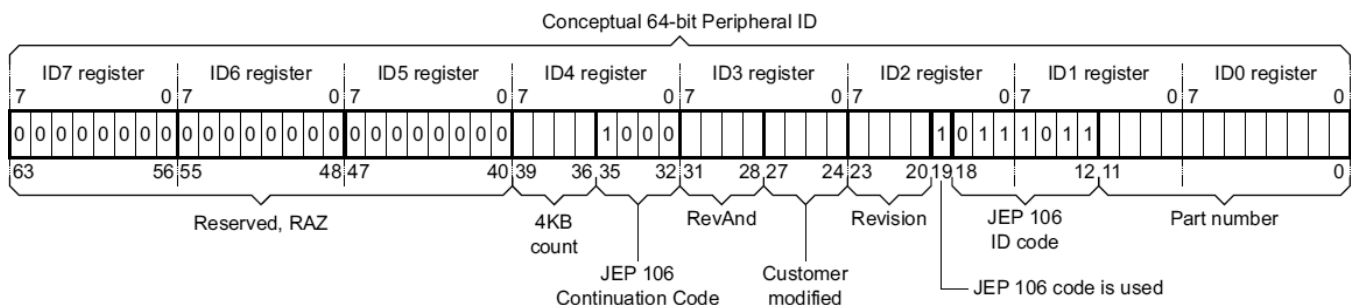 Conceptual 64-bit Peripheral ID
ID7 register ID6 register ID5 register ID4 register ID3 register ID2 register ID1 register ID0 register
7 0 7 0 7 0 7 0 7 0 7 0 7 0 7 0
0 0 0 0 0 0 0 0 0 0 0 0 0 0 0 0 0 0 0 0 0 0 0 0 1 0 0 0 1 0 1 1 1 0 1 1
63 56 55 48 47 40 39 36 35 32 31 28 27 24 23 20 19 18 12 11 0
Reserved, RAZ
4KB
count
RevAnd
Revision
JEP 106
ID code
Part number
JEP 106
Continuation Code
Customer
modified
JEP 106 code is used